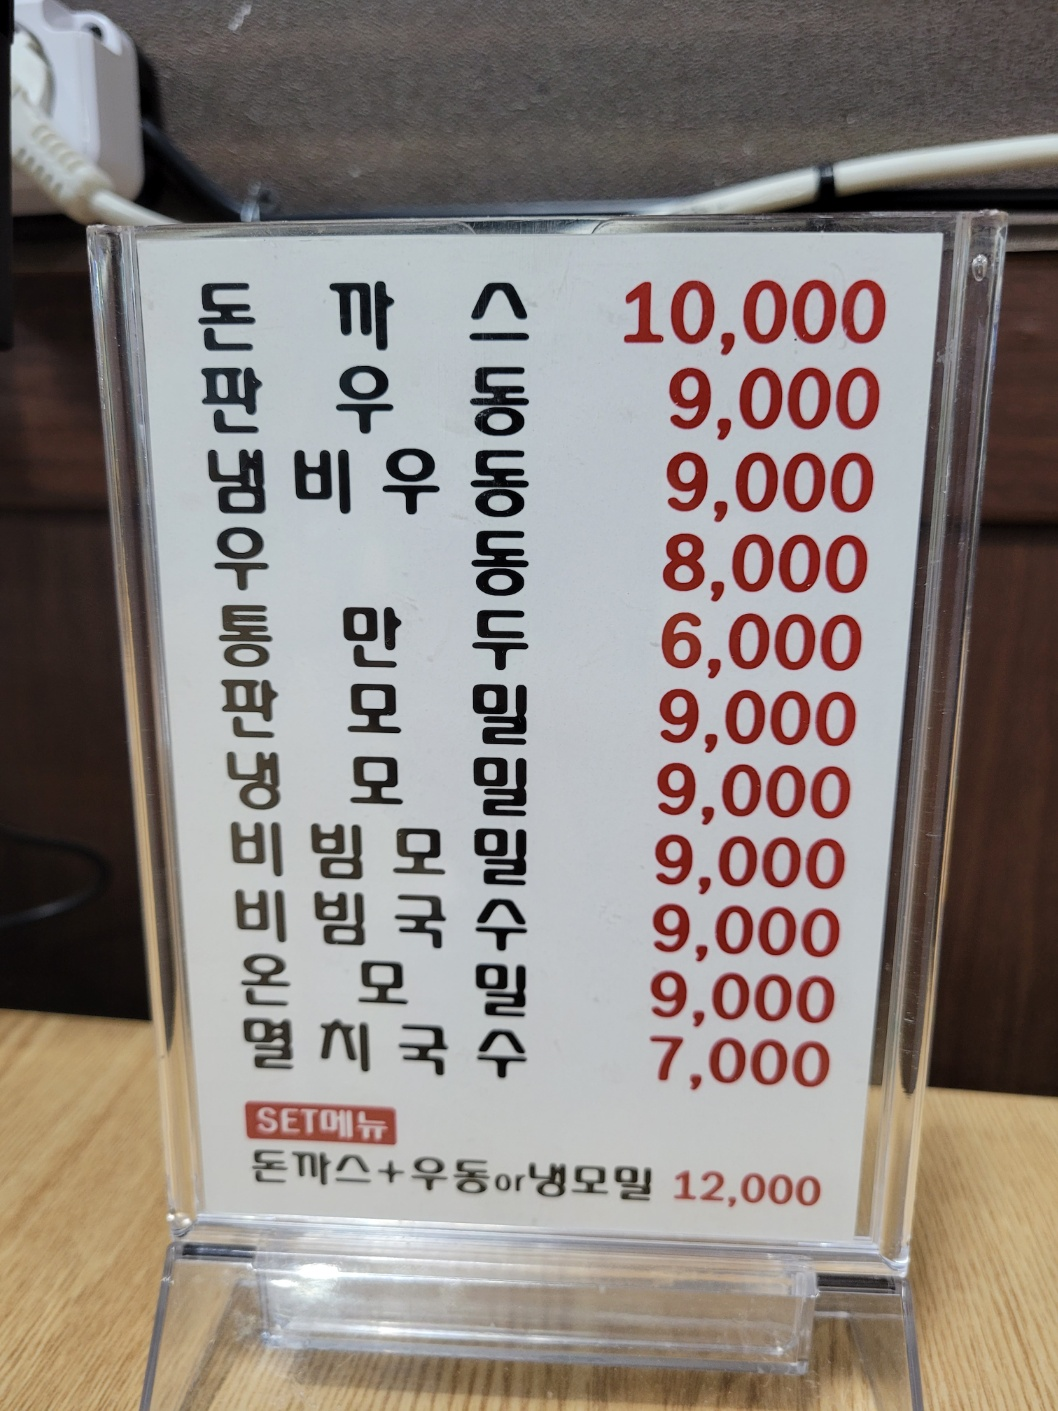 돈까스 10,000
판우동 9,000
냄비우동 9,000
우동 8,000
통만두 6,000
판모밀 9,000
냉모밀 9,000
비빔모밀 9,000
비빔국수 9,000
온모밀 9,000
멸치국수 7,000
SET메뉴
돈까스+우동or냉모밀 12,000